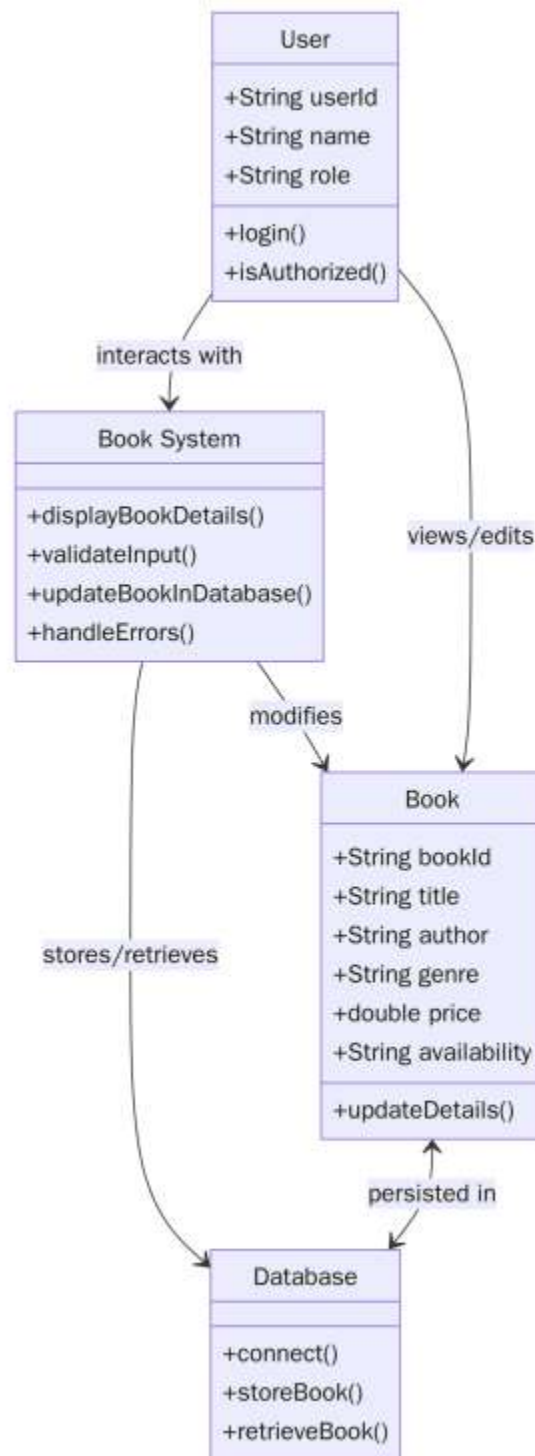 User
+String userId
+String name
+String role
+login()
+isAuthorized()
interacts with
Book System
+displayBookDetails()
+validateInput()
+updateBookInDatabase()
+handleErrors()
views/edits
modifies
Book
+String bookId
+String title
+String author
+String genre
+double price
+String availability
+updateDetails()
stores/retrieves
persisted in
Database
+connect()
+storeBook()
+retrieveBook()